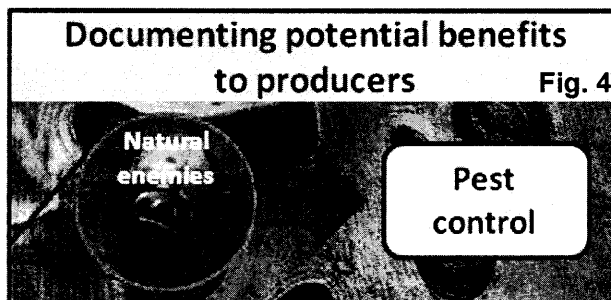 Documenting potential benefits
to producers
Fig. 4
Natural
enemies
Pest
control